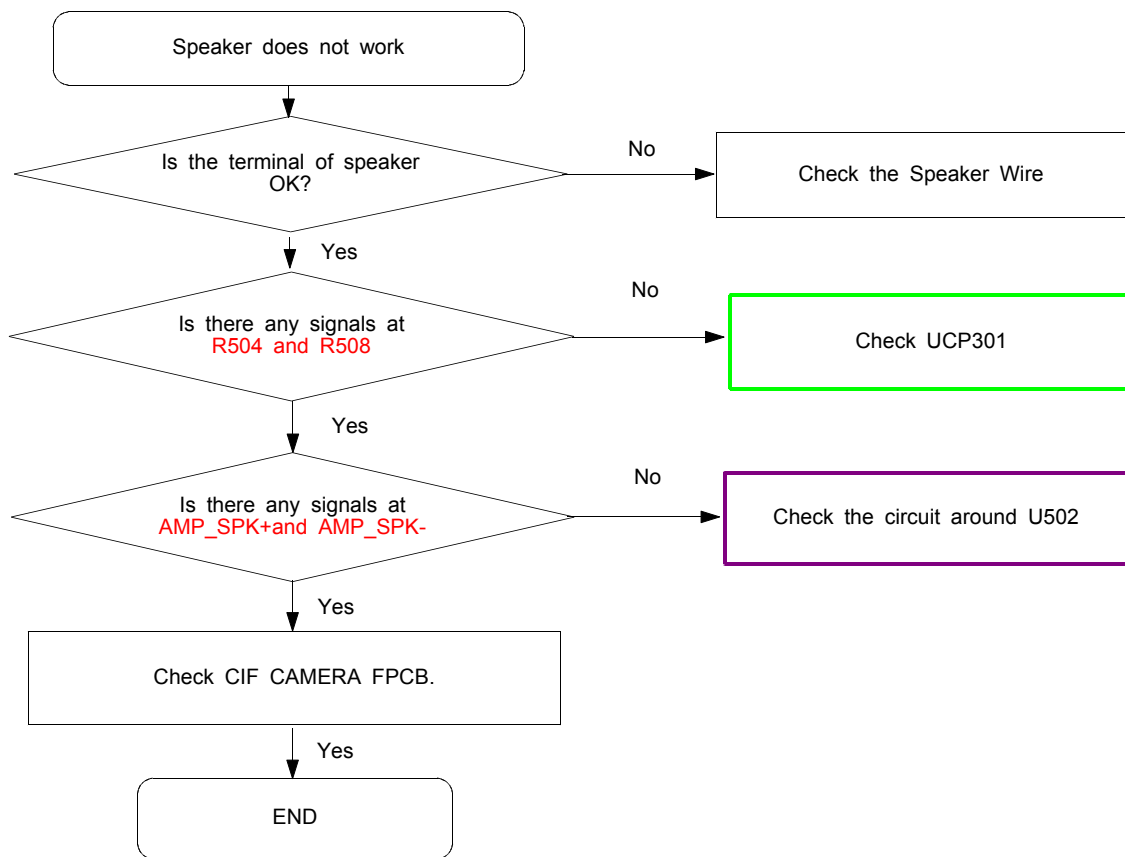 Speaker does not work
Is the terminal of speaker
OK?
No
Check the Speaker Wire
Yes
Is there any signals at
R504 and R508
No
Check UCP301
Yes
Is there any signals at
AMP_SPK+and AMP_SPK-
No
Check the circuit around U502
Yes
Check CIF CAMERA FPCB.
Yes
END